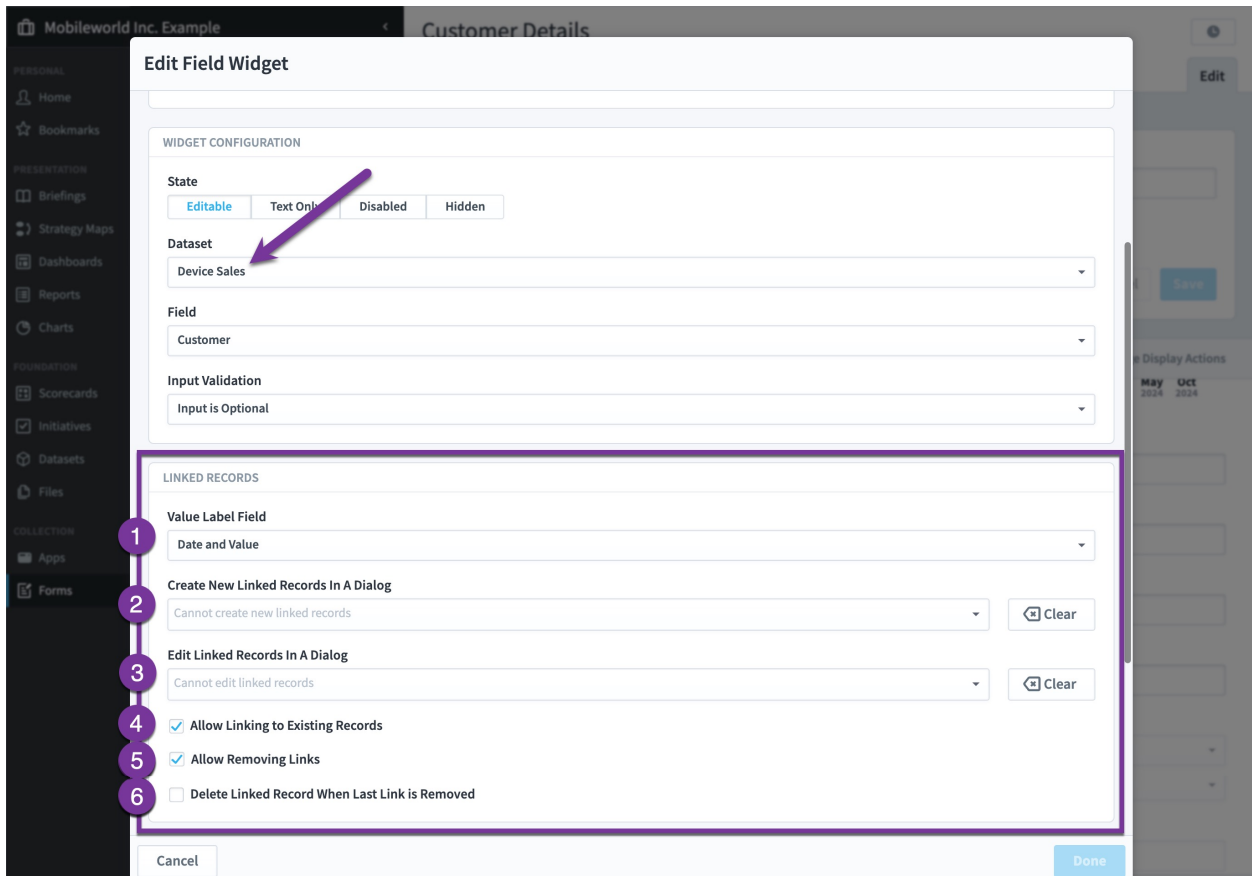 Mobileworld Inc. Example
Customer Details
Edit
PERSONAL
Home
Bookmarks
PRESENTATION
Briefings
Strategy Maps
Dashboards
Reports
Charts
FOUNDATION
Scorecards
Initiatives
Datasets
Files
COLLECTION
Apps
Forms
Edit Field Widget
WIDGET CONFIGURATION
State
Editable Text Only Disabled Hidden
Dataset
Device Sales
Field
Customer
Input Validation
Input is Optional
LINKED RECORDS
Value Label Field
1 Date and Value
Create New Linked Records In A Dialog
2 Cannot create new linked records Clear
Edit Linked Records In A Dialog
3 Cannot edit linked records Clear
4 Allow Linking to Existing Records
5 Allow Removing Links
6 Delete Linked Record When Last Link is Removed
Cancel Done
Save
Display Actions
May Oct
2024 2024